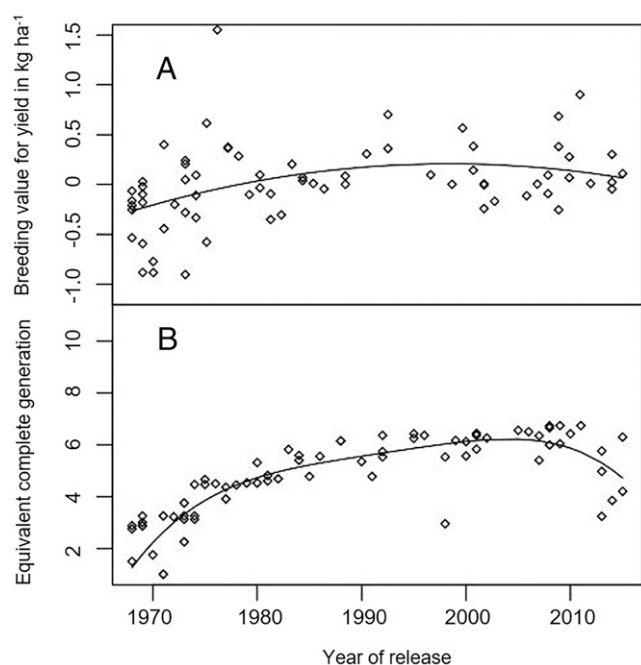 A
Breeding value for yield in kg ha⁻¹
1.5
1.0
0.5
0
-0.5
-1.0
B
Equivalent complete generation
10
8
6
4
2
1970 1980 1990 2000 2010
Year of release